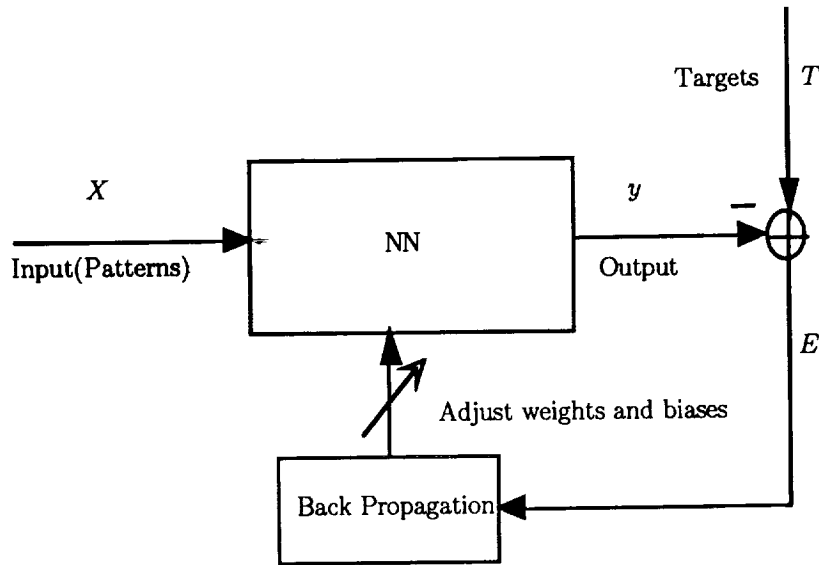 Targets T
X
y
−
NN
Input(Patterns)
Output
E
Adjust weights and biases
Back Propagation